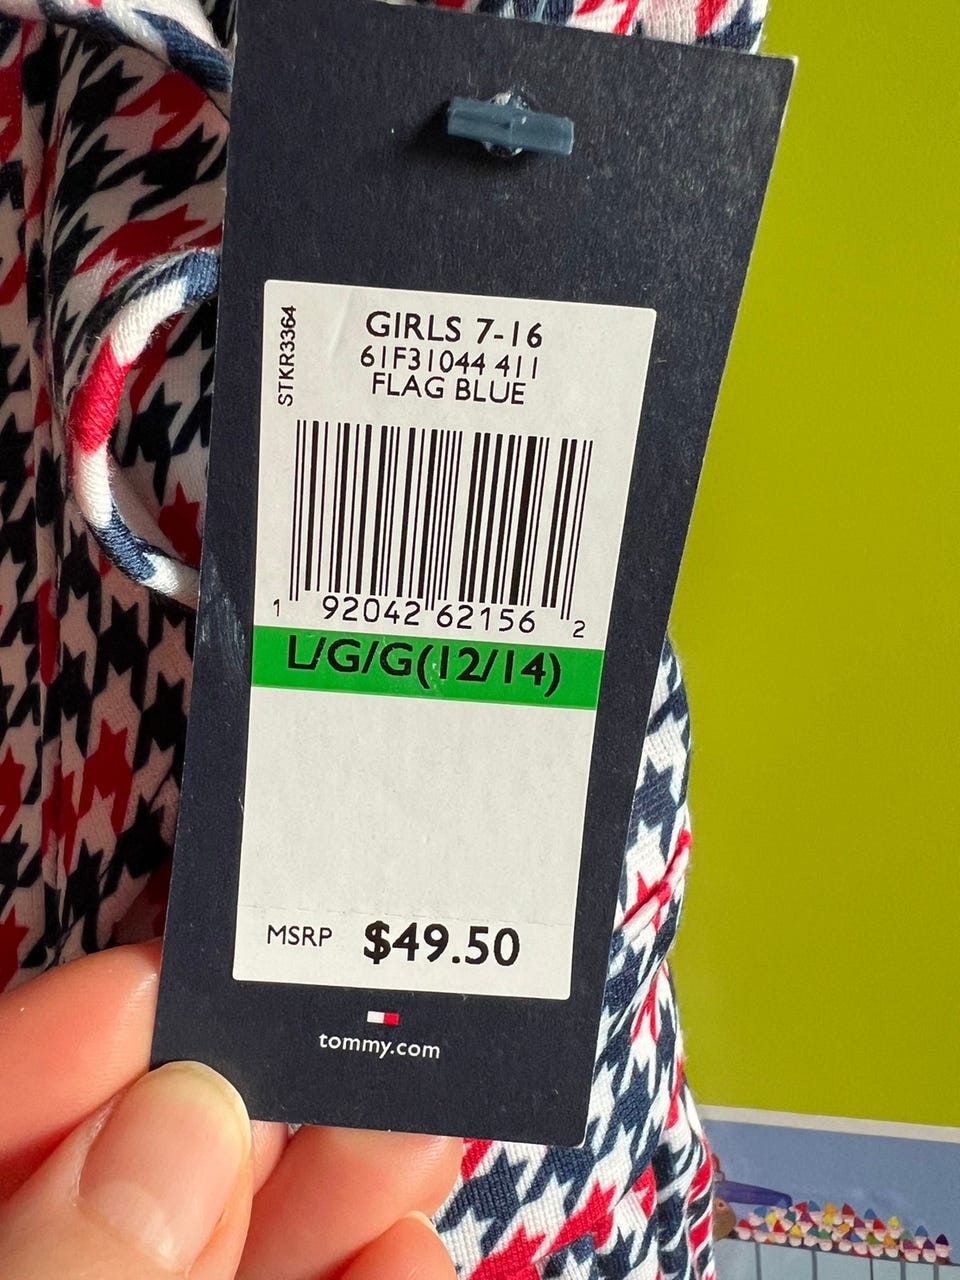 STKR3364
GIRLS 7-16
61F31044 411
FLAG BLUE
1 92042 62156 2
L/G/G(12/14)
MSRP $49.50
tommy.com